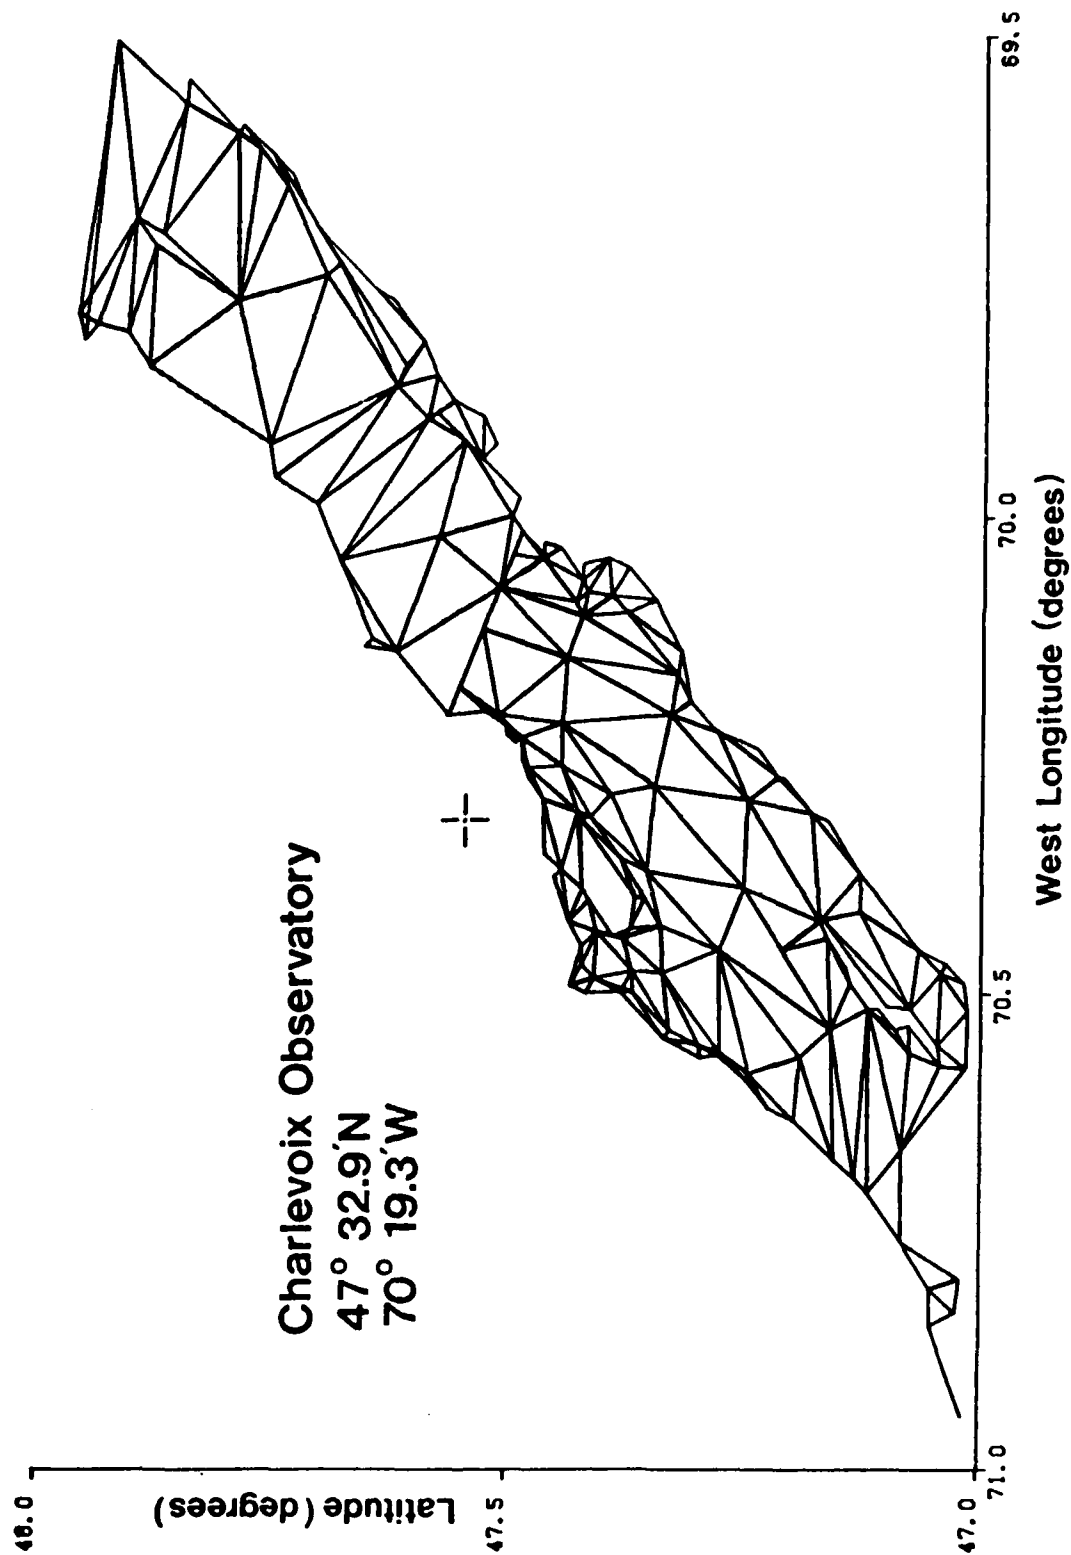 Charlevoix Observatory
47° 32.9′N
70° 19.3′W
Latitude (degrees)
48.0
47.5
47.0
71.0
70.5
70.0
69.5
West Longitude (degrees)